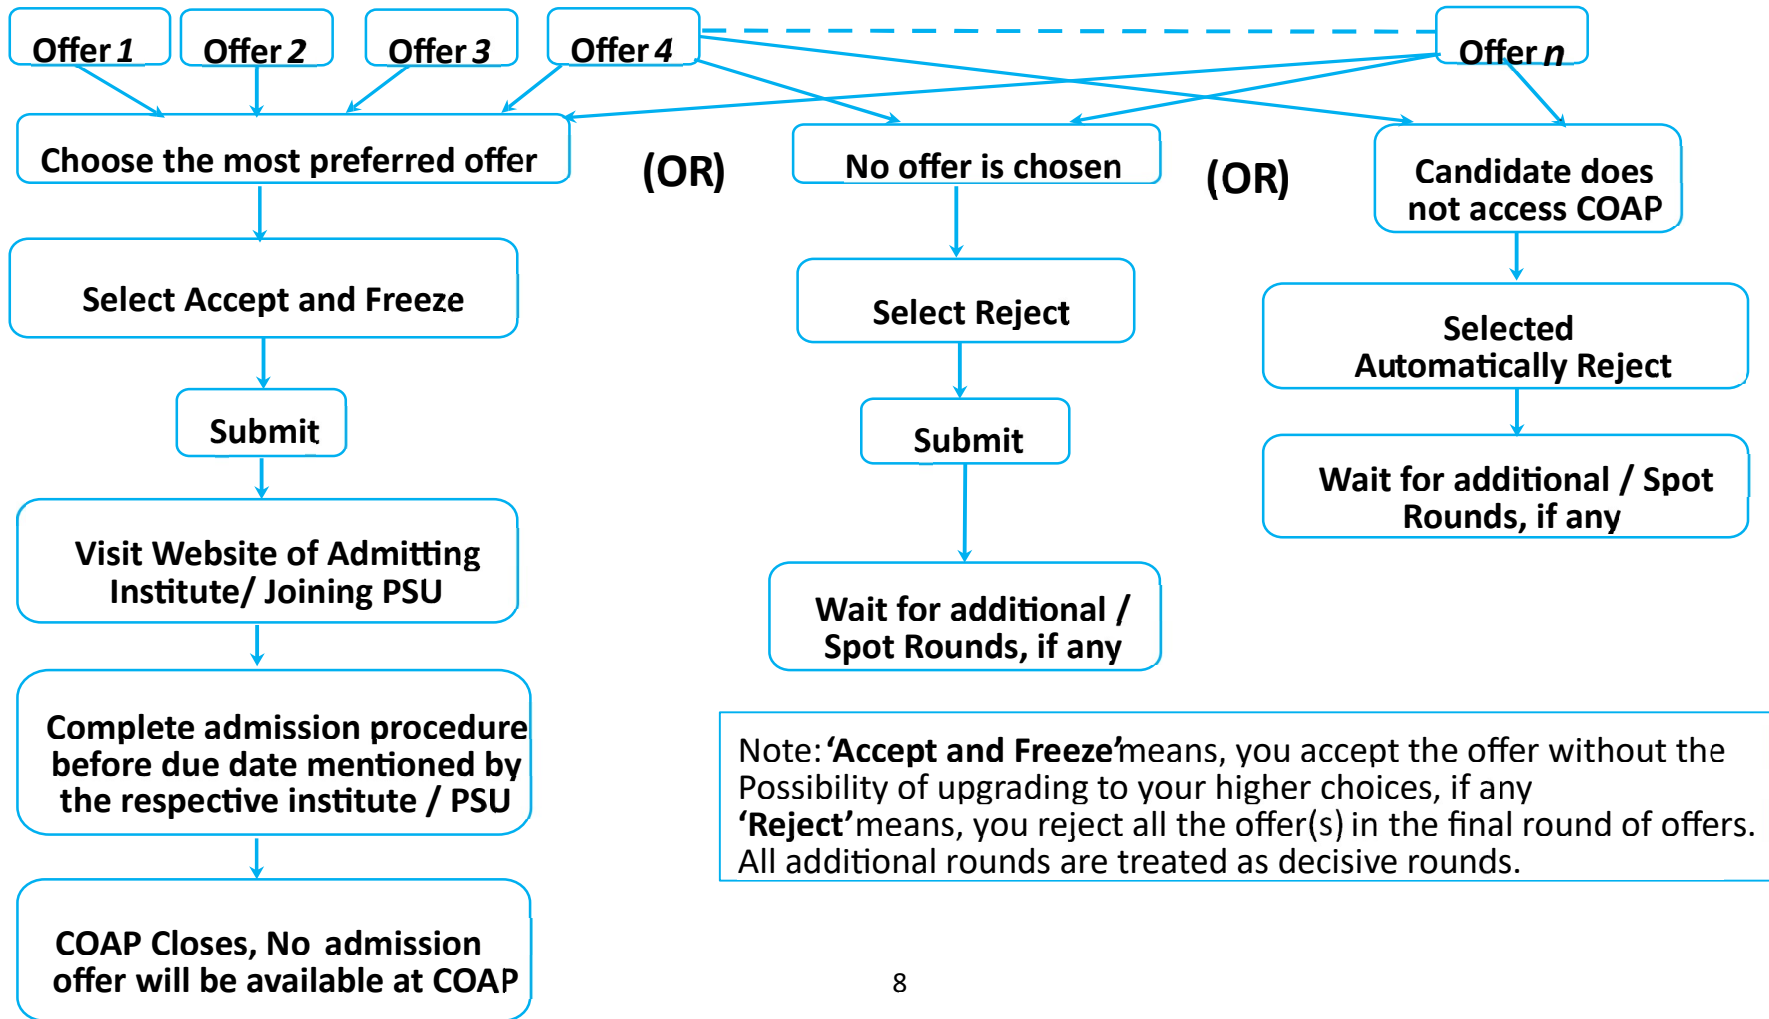 Offer 1
Offer 2
Offer 3
Offer 4
Offer n
Choose the most preferred offer
(OR)
No offer is chosen
(OR)
Candidate does
not access COAP
Select Accept and Freeze
Submit
Visit Website of Admitting
Institute/ Joining PSU
Complete admission procedure
before due date mentioned by
the respective institute / PSU
COAP Closes, No admission
offer will be available at COAP
Select Reject
Submit
Wait for additional /
Spot Rounds, if any
Selected
Automatically Reject
Wait for additional / Spot
Rounds, if any
Note: ‘Accept and Freeze’ means, you accept the offer without the
Possibility of upgrading to your higher choices, if any
‘Reject’ means, you reject all the offer(s) in the final round of offers.
All additional rounds are treated as decisive rounds.
8